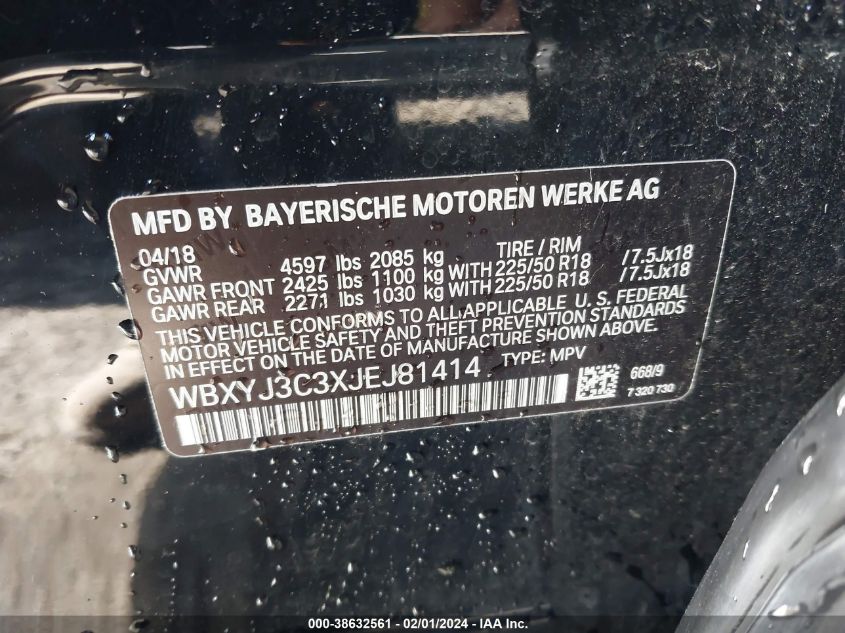 MFD BY BAYERISCHE MOTOREN WERKE AG
04/18 TIRE / RIM
GVWR 4597 lbs 2085 kg
GAWR FRONT 2425 lbs 1100 kg WITH 225/50 R18 /7.5Jx18
GAWR REAR 2271 lbs 1030 kg WITH 225/50 R18 /7.5Jx18
THIS VEHICLE CONFORMS TO ALL APPLICABLE U. S. FEDERAL
MOTOR VEHICLE SAFETY AND THEFT PREVENTION STANDARDS
IN EFFECT ON THE DATE OF MANUFACTURE SHOWN ABOVE.
WBXYJ3C3XJEJ81414 TYPE: MPV
668/9
7 320 730
000-38632561 - 02/01/2024 - IAA, Inc.